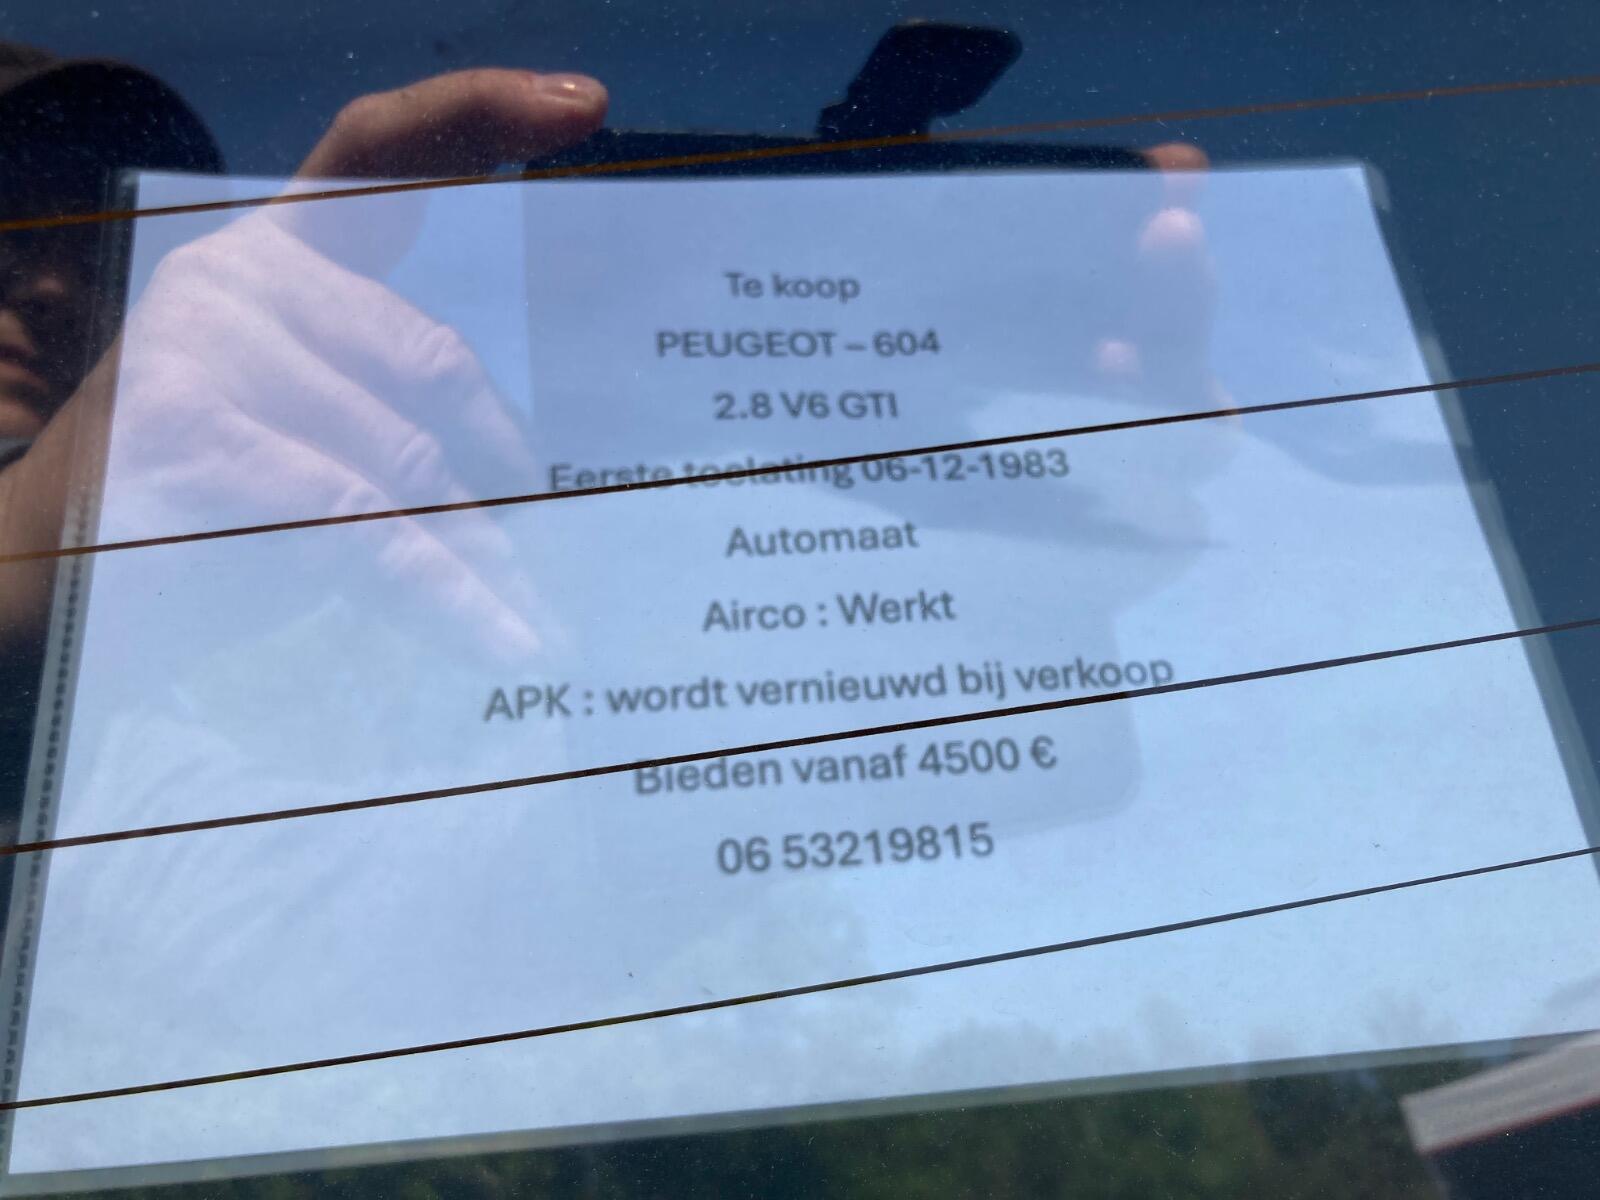 Te koop
PEUGEOT – 604
2.8 V6 GTI
Eerste toelating 06-12-1983
Automaat
Airco : Werkt
APK : wordt vernieuwd bij verkoop
Bieden vanaf 4500 €
06 53219815